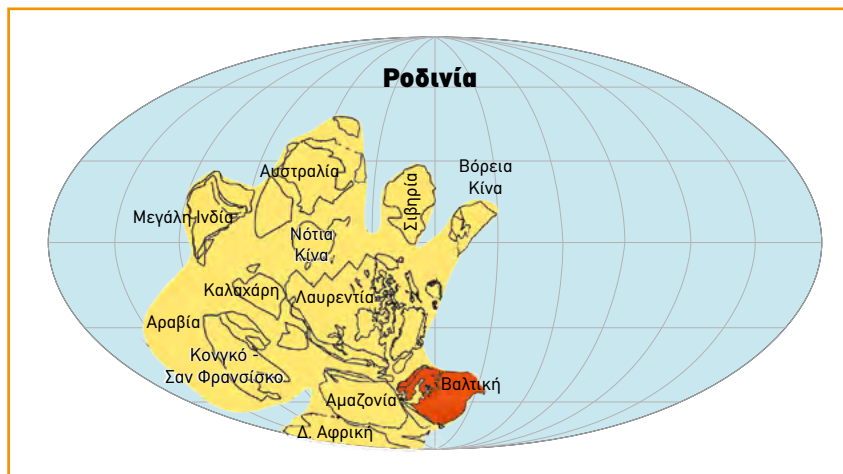 Ροδινία
Αυστραλία
Σιβηρία
Βόρεια
Κίνα
Μεγάλη Ινδία
Νότια
Κίνα
Καλαχάρη
Λαυρεντία
Αραβία
Κονγκό -
Σαν Φρανσίσκο
Αμαζονία
Βαλτική
Δ. Αφρική